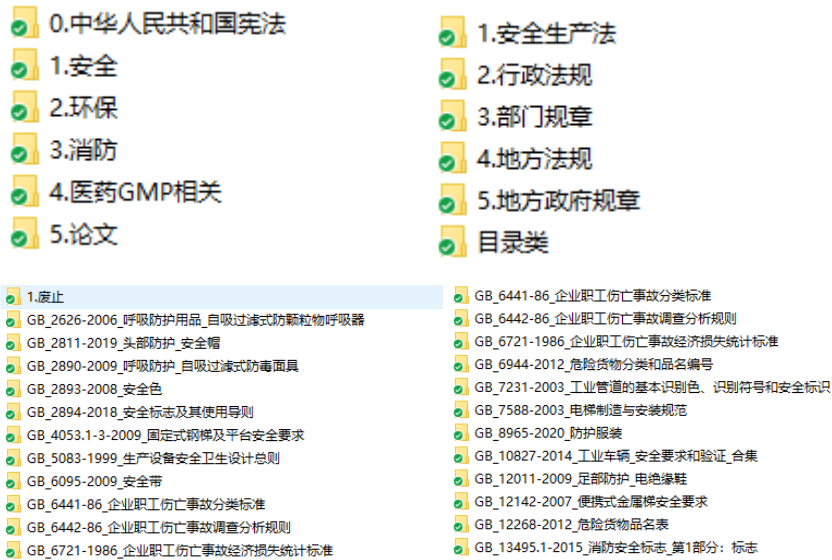 0.中华人民共和国宪法
1.安全
2.环保
3.消防
4.医药GMP相关
5.论文
1.安全生产法
2.行政法规
3.部门规章
4.地方法规
5.地方政府规章
目录类
1.废止
GB_2626-2006_呼吸防护用品_自吸过滤式防颗粒物呼吸器
GB_2811-2019_头部防护_安全帽
GB_2890-2009_呼吸防护_自吸过滤式防毒面具
GB_2893-2008_安全色
GB_2894-2018_安全标志及其使用导则
GB_4053.1-3-2009_固定式钢梯及平台安全要求
GB_5083-1999_生产设备安全卫生设计总则
GB_6095-2009_安全带
GB_6441-86_企业职工伤亡事故分类标准
GB_6442-86_企业职工伤亡事故调查分析规则
GB_6721-1986_企业职工伤亡事故经济损失统计标准
GB_6441-86_企业职工伤亡事故分类标准
GB_6442-86_企业职工伤亡事故调查分析规则
GB_6721-1986_企业职工伤亡事故经济损失统计标准
GB_6944-2012_危险货物分类和品名编号
GB_7231-2003_工业管道的基本识别色、识别符号和安全标识
GB_7588-2003_电梯制造与安装规范
GB_8965-2020_防护服装
GB_10827-2014_工业车辆_安全要求和验证_合集
GB_12011-2009_足部防护_电绝缘鞋
GB_12142-2007_便携式金属梯安全要求
GB_12268-2012_危险货物品名表
GB_13495.1-2015_消防安全标志_第1部分：标志